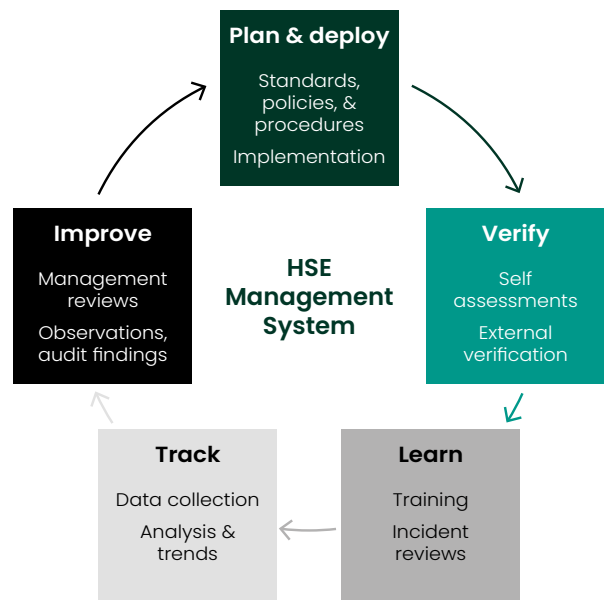 Plan & deploy
Standards,
policies, &
procedures
Implementation
Improve
Management
reviews
Observations,
audit findings
HSE
Management
System
Verify
Self
assessments
External
verification
Track
Data collection
Analysis &
trends
Learn
Training
Incident
reviews